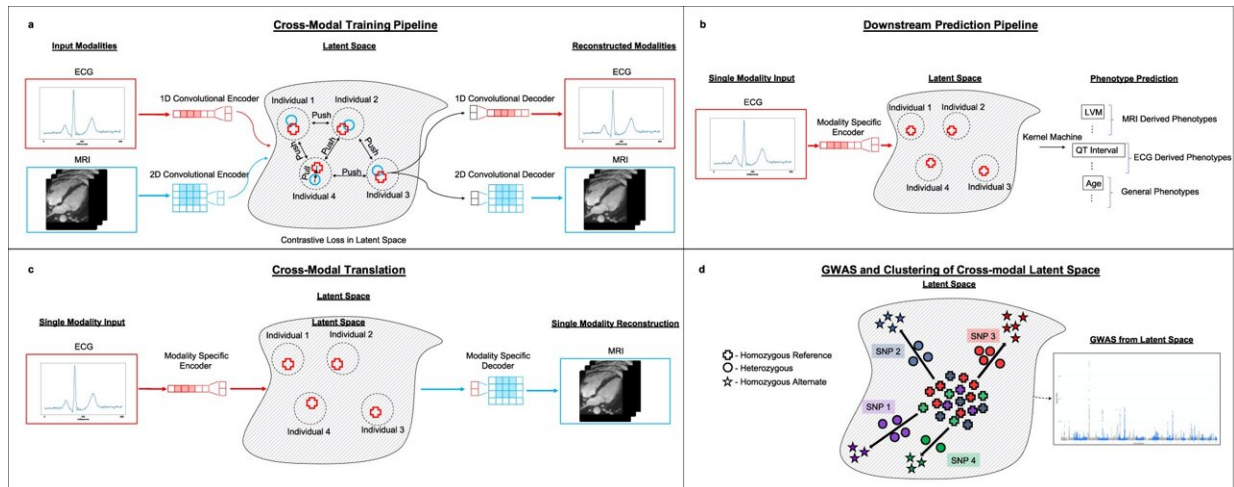 a
Cross-Modal Training Pipeline
Input Modalities
Latent Space
Reconstructed Modalities
ECG
1D Convolutional Encoder
MRI
2D Convolutional Encoder
Individual 1
Individual 2
Push
Push
Push
Push
Pull
Push
Individual 4
Individual 3
Contrastive Loss in Latent Space
1D Convolutional Decoder
ECG
2D Convolutional Decoder
MRI
b
Downstream Prediction Pipeline
Single Modality Input
Latent Space
Phenotype Prediction
ECG
Modality Specific
Encoder
Individual 1
Individual 2
Individual 4
Individual 3
Kernel Machine
LVM
MRI Derived Phenotypes
QT Interval
ECG Derived Phenotypes
Age
General Phenotypes
c
Cross-Modal Translation
Latent Space
Single Modality Input
Latent Space
Single Modality Reconstruction
ECG
Modality Specific
Encoder
Individual 1
Individual 2
Individual 4
Individual 3
Modality Specific
Decoder
MRI
d
GWAS and Clustering of Cross-modal Latent Space
Latent Space
- Homozygous Reference
- Heterozygous
- Homozygous Alternate
SNP 2
SNP 3
SNP 1
SNP 4
GWAS from Latent Space